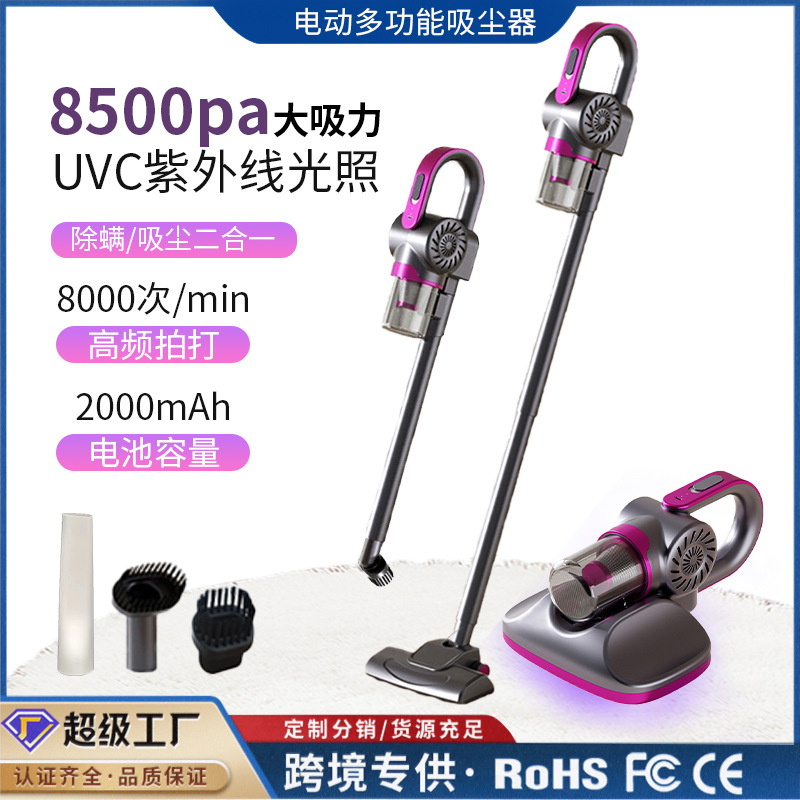 电动多功能吸尘器
8500pa大吸力
UVC紫外线光照
除螨/吸尘二合一
8000次/min
高频拍打
2000mAh
电池容量
超级工厂
认证齐全·品质保证
定制分销/货源充足
跨境专供·RoHS FC CE